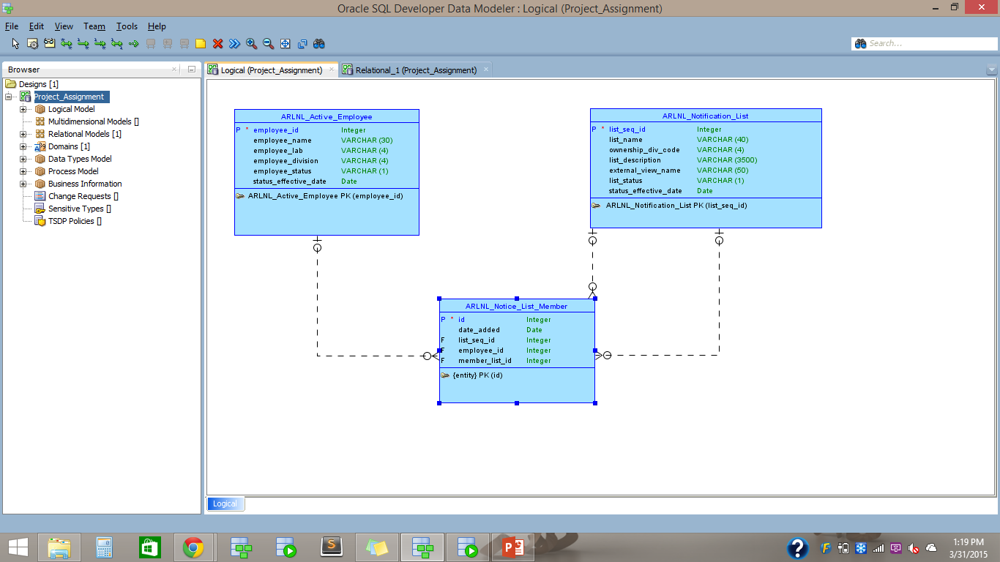 Oracle SQL Developer Data Modeler : Logical (Project_Assignment)
File Edit View Team Tools Help
Search...
Browser
Designs [1]
Project_Assignment
Logical Model
Multidimensional Models []
Relational Models [1]
Domains [1]
Data Types Model
Process Model
Business Information
Change Requests []
Sensitive Types []
TSDP Policies []
Logical (Project_Assignment) Relational_1 (Project_Assignment)
ARLNL_Active_Employee
P * employee_id Integer
employee_name VARCHAR (30)
employee_lab VARCHAR (4)
employee_division VARCHAR (4)
employee_status VARCHAR (1)
status_effective_date Date
ARLNL_Active_Employee PK (employee_id)
ARLNL_Notification_List
P * list_seq_id Integer
list_name VARCHAR (40)
ownership_div_code VARCHAR (4)
list_description VARCHAR (3500)
external_view_name VARCHAR (50)
list_status VARCHAR (1)
status_effective_date Date
ARLNL_Notification_List PK (list_seq_id)
ARLNL_Notice_List_Member
P * id Integer
date_added Date
F list_seq_id Integer
F employee_id Integer
F member_list_id Integer
{entity} PK (id)
Logical
1:19 PM
3/31/2015